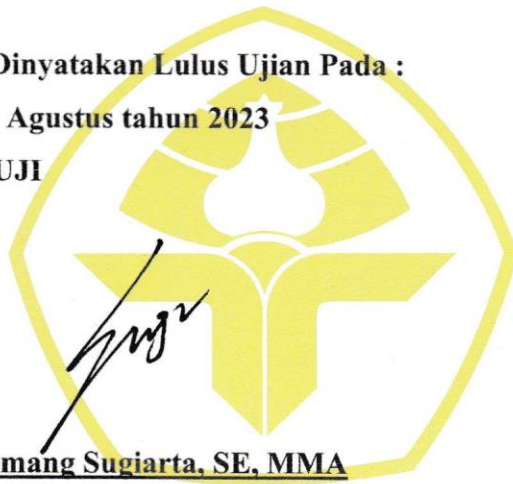 Dinyatakan Lulus Ujian Pada :
Agustus tahun 2023
UJI
mang Sugiarta, SE, MMA